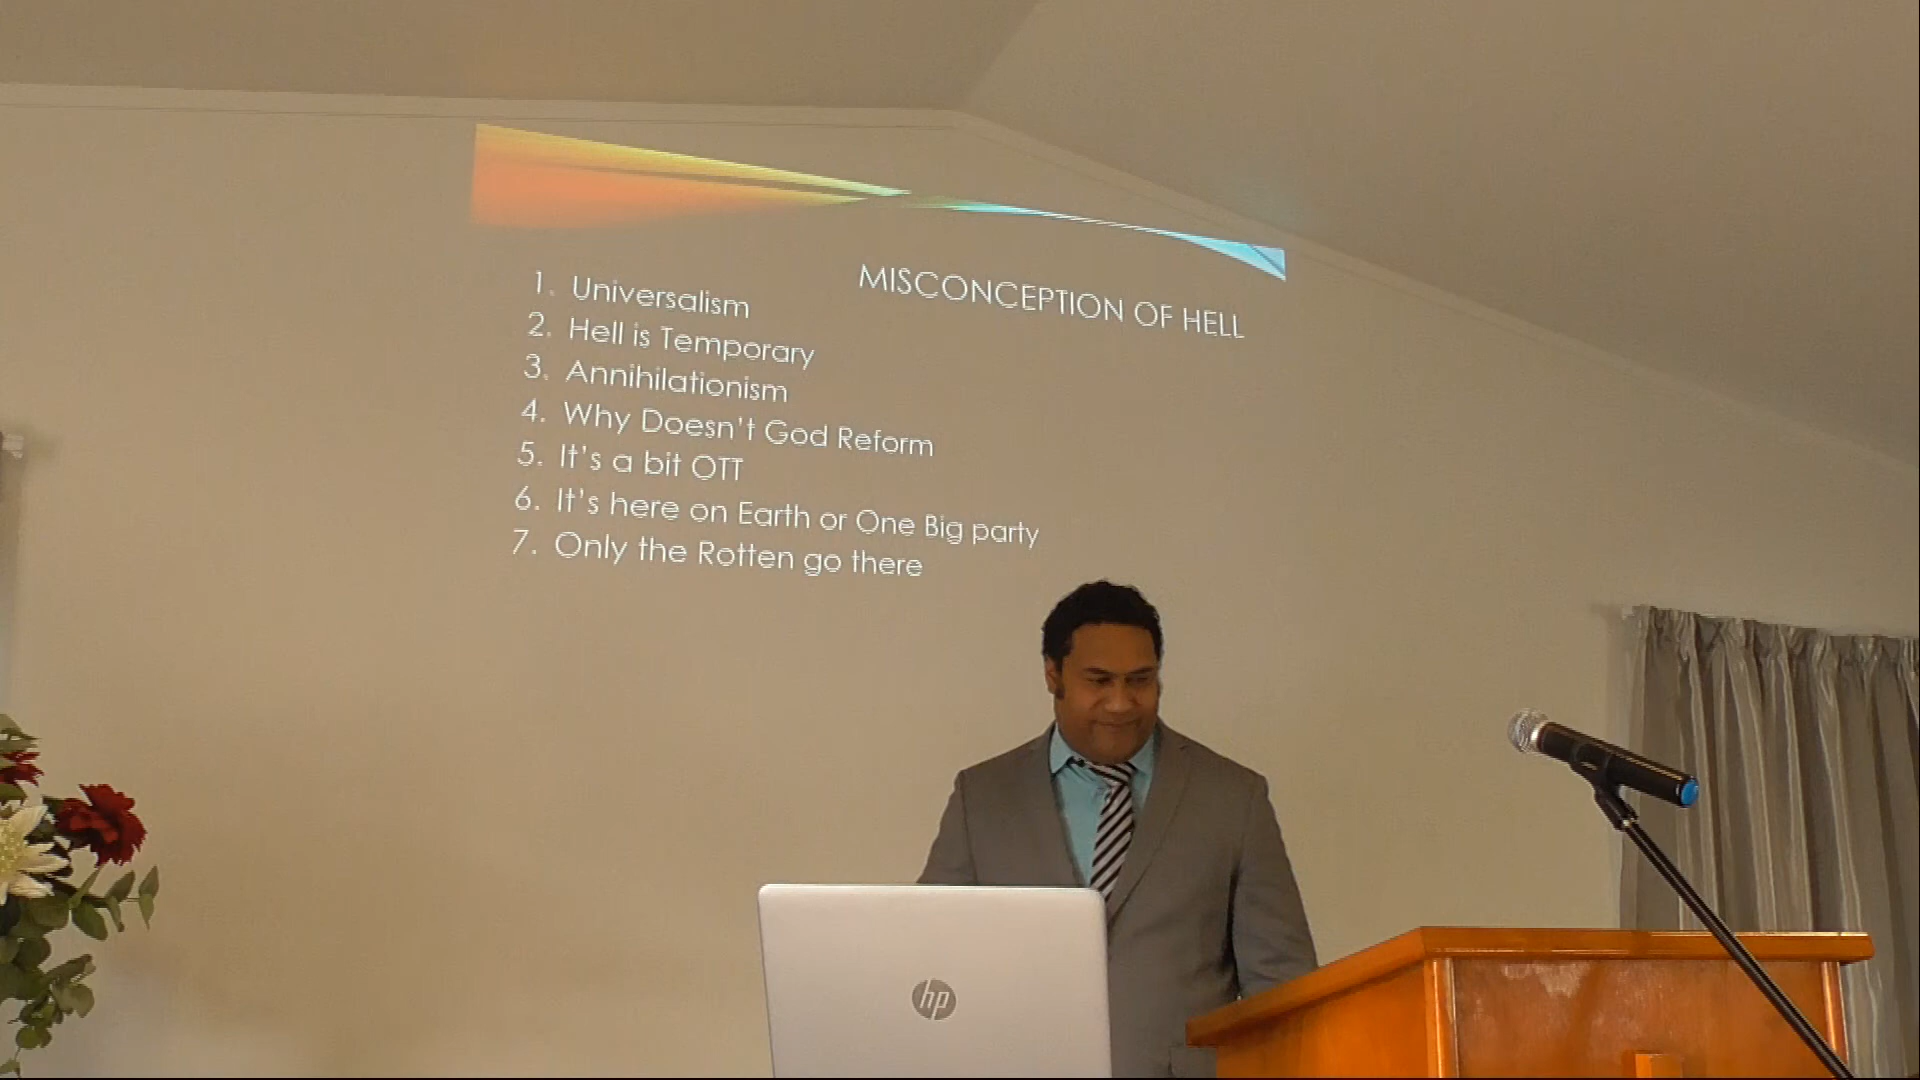 MISCONCEPTION OF HELL
1. Universalism
2. Hell is Temporary
3. Annihilationism
4. Why Doesn't God Reform
5. It's a bit OTT
6. It's here on Earth or One Big party
7. Only the Rotten go there
hp